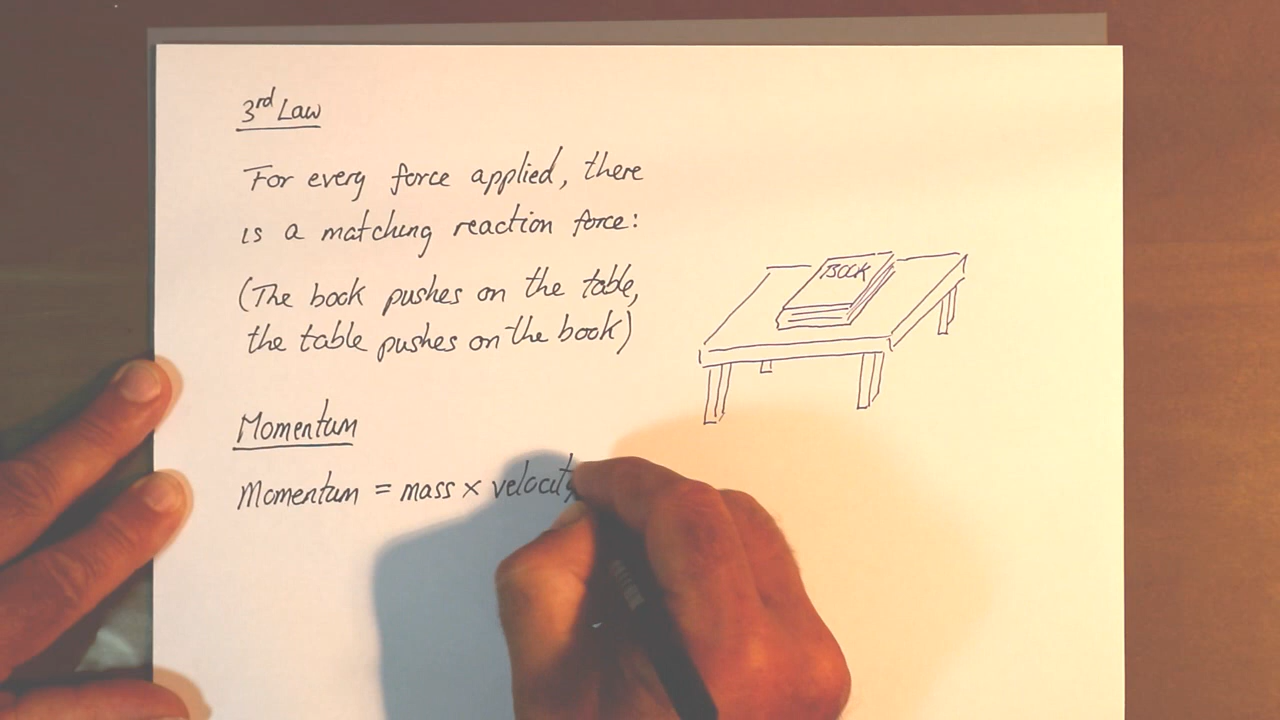 3rd Law
For every force applied, there
is a matching reaction force:
(The book pushes on the table,
the table pushes on the book)
BOOK
Momentum
Momentum = mass × velocity